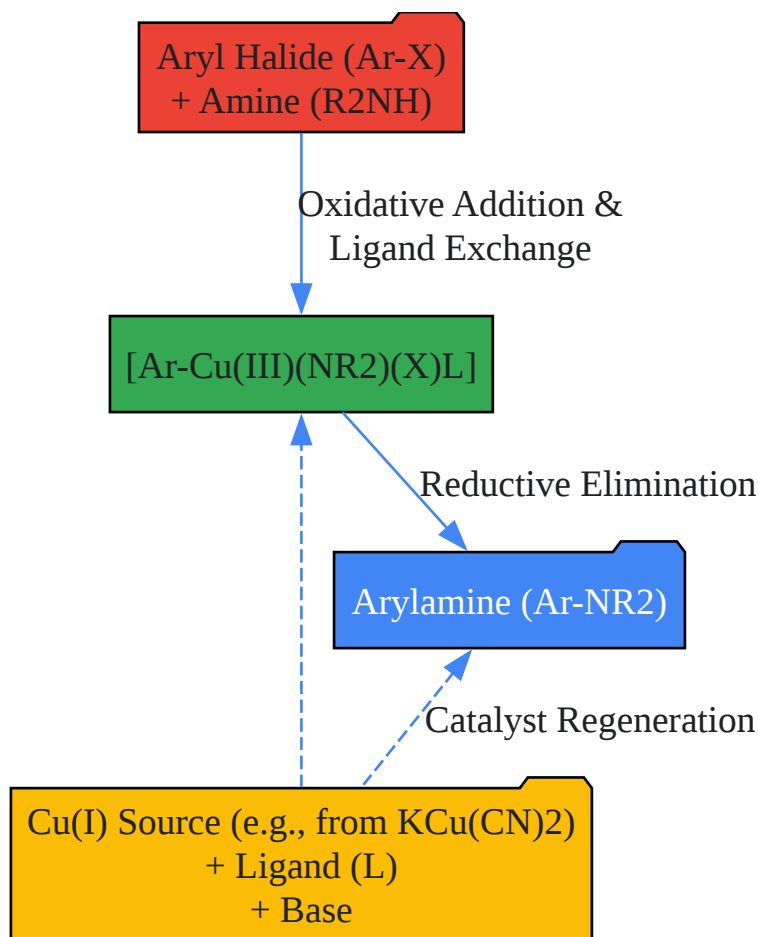 Aryl Halide (Ar-X)
+ Amine (R2NH)
Oxidative Addition &
Ligand Exchange
[Ar-Cu(III)(NR2)(X)L]
Reductive Elimination
Arylamine (Ar-NR2)
Catalyst Regeneration
Cu(I) Source (e.g., from KCu(CN)2)
+ Ligand (L)
+ Base